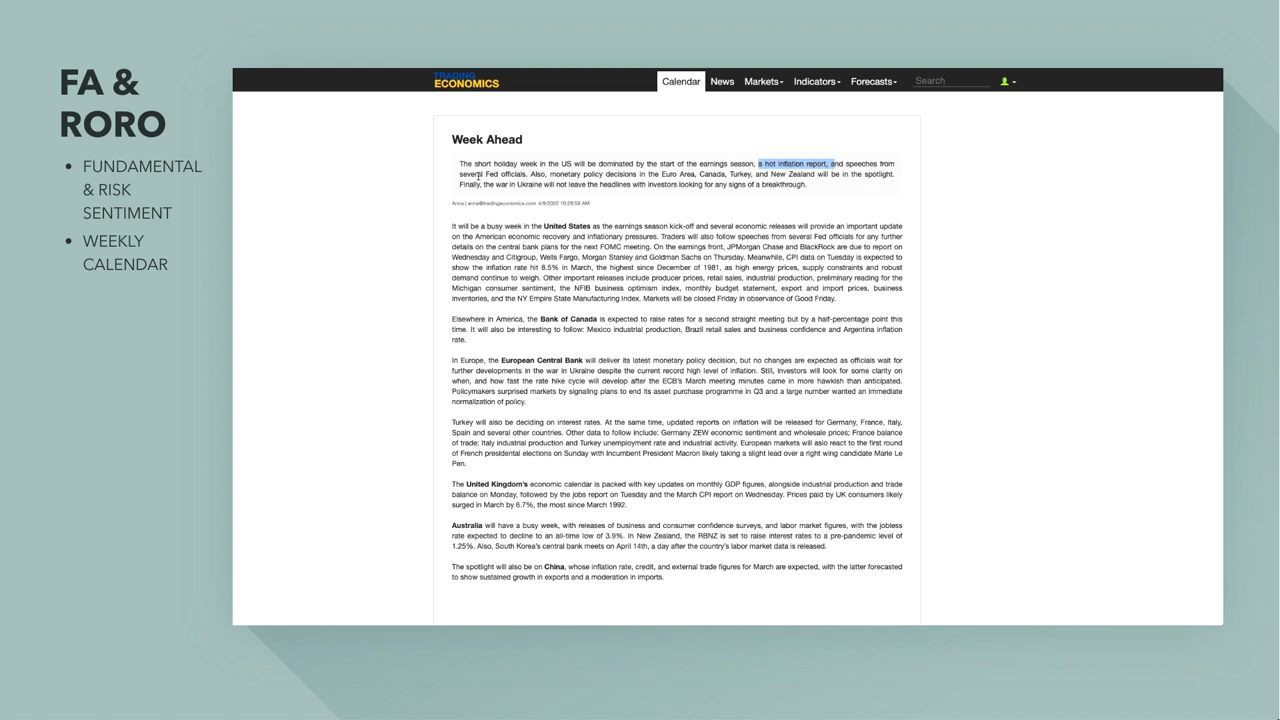 FA &
RORO
• FUNDAMENTAL
& RISK
SENTIMENT
• WEEKLY
CALENDAR
TRADING
ECONOMICS
Calendar News Markets Indicators Forecasts Search
Week Ahead
The short holiday week in the US will be dominated by the start of the earnings season, a hot inflation report, and speeches from
several Fed officials. Also, monetary policy decisions in the Euro Area, Canada, Turkey, and New Zealand will be in the spotlight.
Finally, the war in Ukraine will not leave the headlines with investors looking for any signs of a breakthrough.
Anna | anna@tradingeconomics.com 4/9/2022 10:28:58 AM
It will be a busy week in the United States as the earnings season kick-off and several economic releases will provide an important update
on the American economic recovery and inflationary pressures. Traders will also follow speeches from several Fed officials for any further
details on the central bank plans for the next FOMC meeting. On the earnings front, JPMorgan Chase and BlackRock are due to report on
Wednesday and Citigroup, Wells Fargo, Morgan Stanley and Goldman Sachs on Thursday. Meanwhile, CPI data on Tuesday is expected to
show the inflation rate hit 8.5% in March, the highest since December of 1981, as high energy prices, supply constraints and robust
demand continue to weigh. Other important releases include producer prices, retail sales, industrial production, preliminary reading for the
Michigan consumer sentiment, the NFIB business optimism index, monthly budget statement, export and import prices, business
inventories, and the NY Empire State Manufacturing Index. Markets will be closed Friday in observance of Good Friday.
Elsewhere in America, the Bank of Canada is expected to raise rates for a second straight meeting but by a half-percentage point this
time. It will also be interesting to follow: Mexico industrial production, Brazil retail sales and business confidence and Argentina inflation
rate.
In Europe, the European Central Bank will deliver its latest monetary policy decision, but no changes are expected as officials wait for
further developments in the war in Ukraine despite the current record high level of inflation. Still, investors will look for some clarity on
when, and how fast the rate hike cycle will develop after the ECB's March meeting minutes came in more hawkish than anticipated.
Policymakers surprised markets by signaling plans to end its asset purchase programme in Q3 and a large number wanted an immediate
normalization of policy.
Turkey will also be deciding on interest rates. At the same time, updated reports on inflation will be released for Germany, France, Italy,
Spain and several other countries. Other data to follow include: Germany ZEW economic sentiment and wholesale prices; France balance
of trade; Italy industrial production and Turkey unemployment rate and industrial activity. European markets will aslo react to the first round
of French presidential elections on Sunday with Incumbent President Macron likely taking a slight lead over a right wing candidate Marie Le
Pen.
The United Kingdom's economic calendar is packed with key updates on monthly GDP figures, alongside industrial production and trade
balance on Monday, followed by the jobs report on Tuesday and the March CPI report on Wednesday. Prices paid by UK consumers likely
surged in March by 6.7%, the most since March 1992.
Australia will have a busy week, with releases of business and consumer confidence surveys, and labor market figures, with the jobless
rate expected to decline to an all-time low of 3.9%. In New Zealand, the RBNZ is set to raise interest rates to a pre-pandemic level of
1.25%. Also, South Korea's central bank meets on April 14th, a day after the country's labor market data is released.
The spotlight will also be on China, whose inflation rate, credit, and external trade figures for March are expected, with the latter forecasted
to show sustained growth in exports and a moderation in imports.